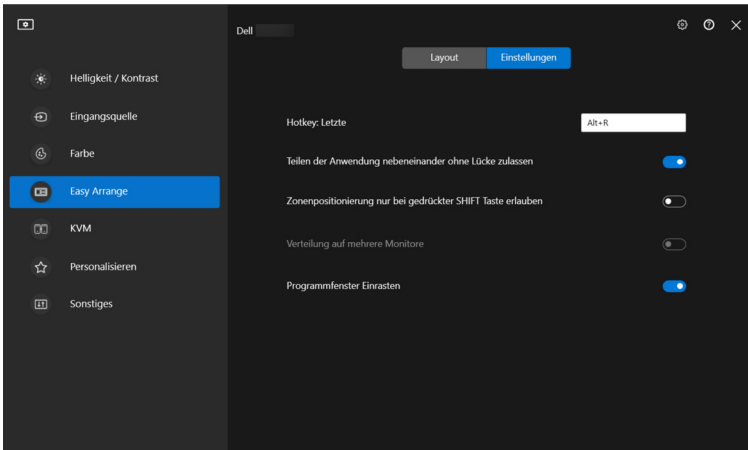 Dell
Layout
Einstellungen
Helligkeit / Kontrast
Eingangsquelle
Farbe
Easy Arrange
KVM
Personalisieren
Sonstiges
Hotkey: Letzte
Alt+R
Teilen der Anwendung nebeneinander ohne Lücke zulassen
Zonenpositionierung nur bei gedrückter SHIFT Taste erlauben
Verteilung auf mehrere Monitore
Programmfenster Einrasten